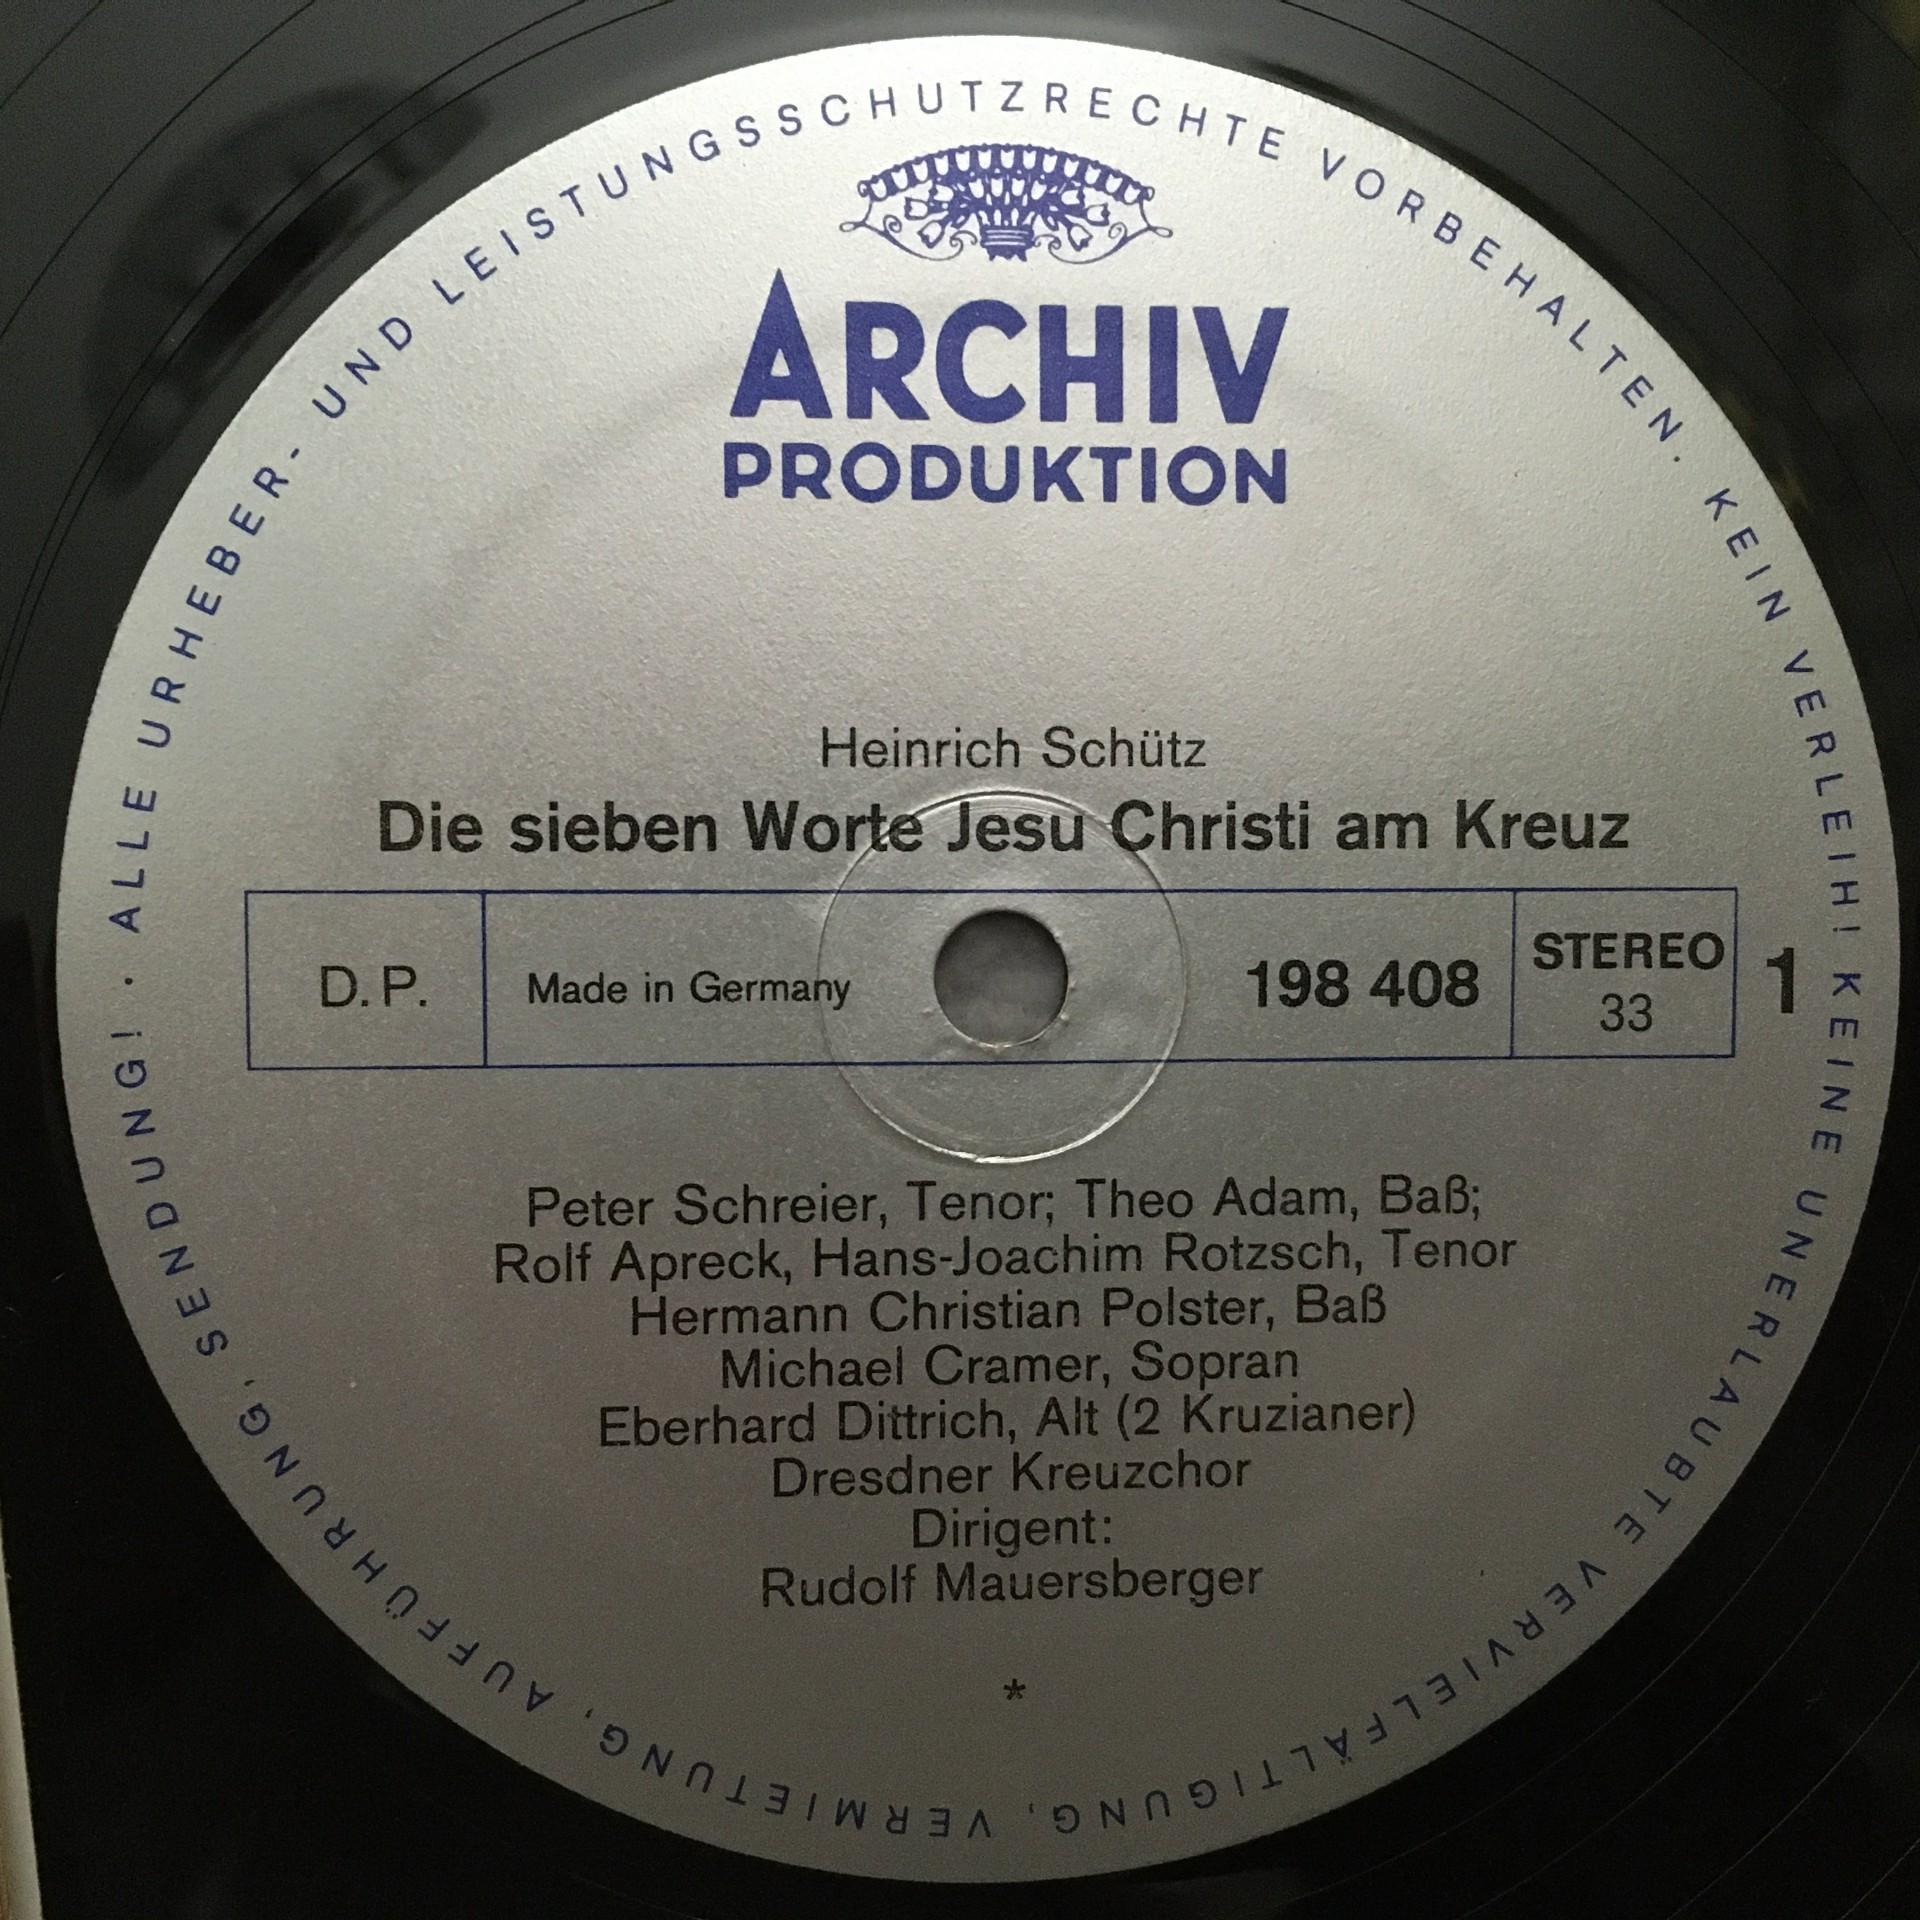 ALLE URHEBER- UND LEISTUNGSSCHUTZRECHTE VORBEHALTEN. KEIN VERLEIH! KEINE UNERLAUBTE VERVIELFÄLTIGUNG, VERMIETUNG, AUFFÜHRUNG, SENDUNG! ·
ARCHIV
PRODUKTION
Heinrich Schütz
Die sieben Worte Jesu Christi am Kreuz
D.P.
Made in Germany
198 408
STEREO
33
1
Peter Schreier, Tenor; Theo Adam, Baß;
Rolf Apreck, Hans-Joachim Rotzsch, Tenor
Hermann Christian Polster, Baß
Michael Cramer, Sopran
Eberhard Dittrich, Alt (2 Kruzianer)
Dresdner Kreuzchor
Dirigent:
Rudolf Mauersberger
*